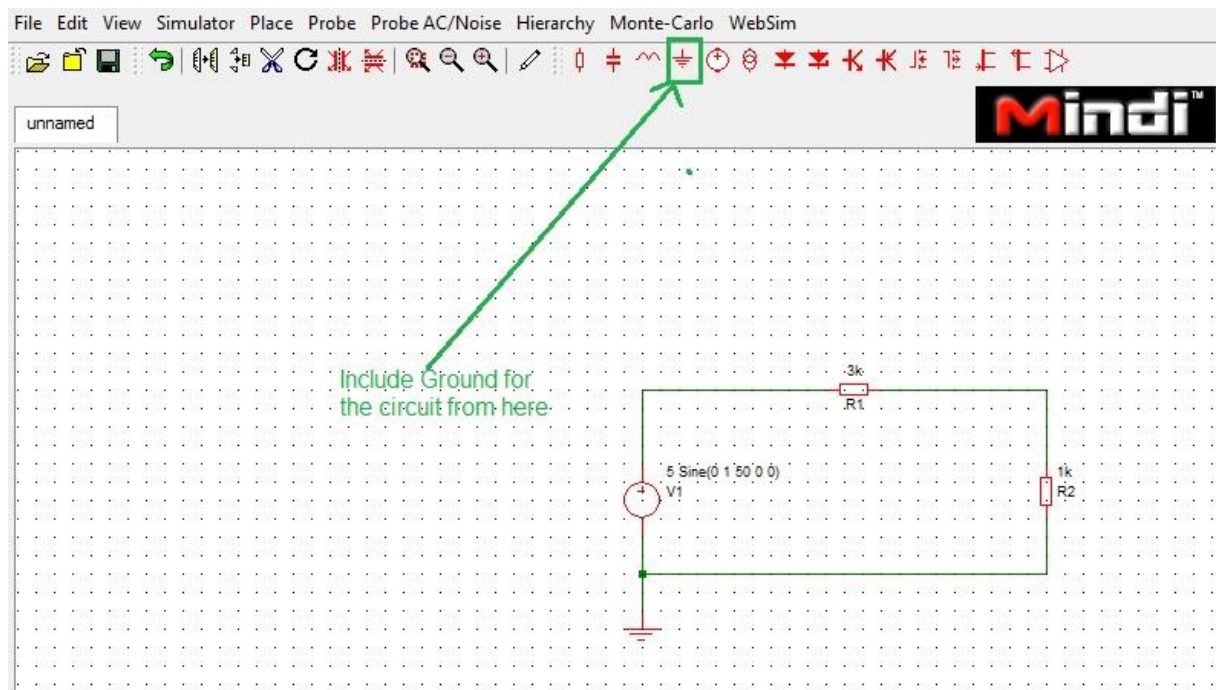 File Edit View Simulator Place Probe Probe AC/Noise Hierarchy Monte-Carlo WebSim
Mindi™
unnamed
Include Ground for
the circuit from here
3k
R1
5 Sine(0 1 50 0 0)
V1
1k
R2